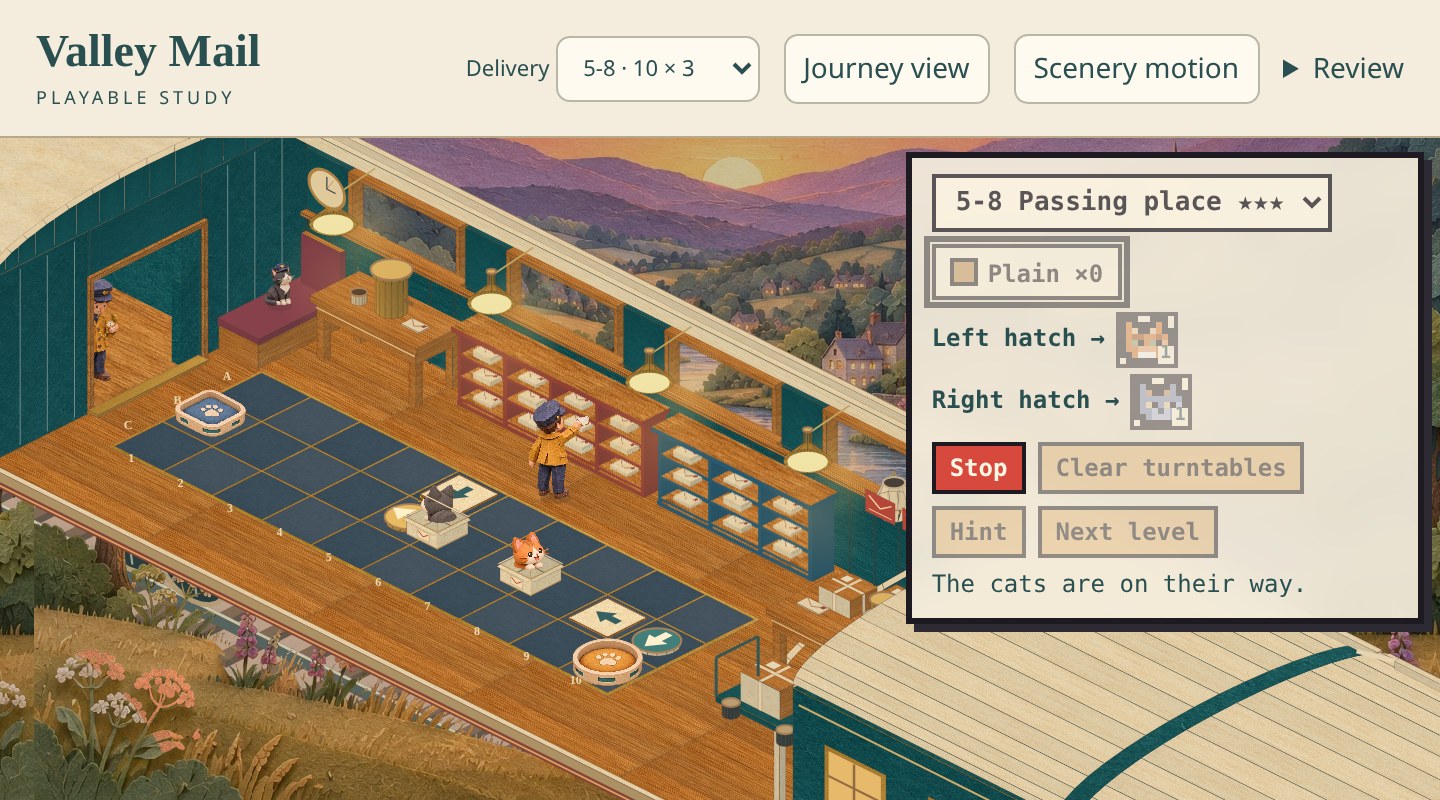 Valley Mail
PLAYABLE STUDY
Delivery 5-8 · 10 × 3
Journey view
Scenery motion
▶ Review
5-8 Passing place ★★★
Plain ×0
Left hatch → 1
Right hatch → 1
Stop
Clear turntables
Hint
Next level
The cats are on their way.
A
B
C
1
2
3
4
5
6
7
8
9
10